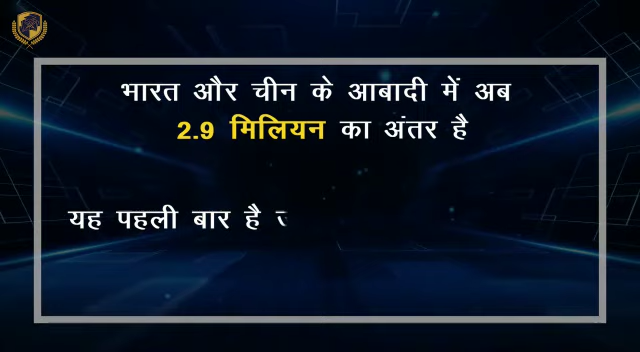 भारत और चीन के आबादी में अब
2.9 मिलियन का अंतर है
यह पहली बार है